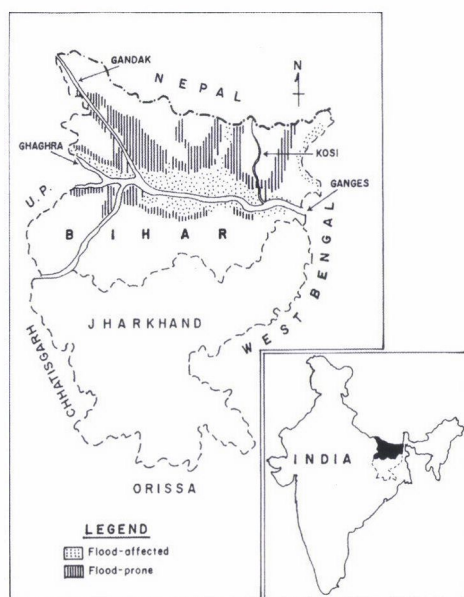 GANDAK
NEPAL
N
GHAGHRA
KOSI
GANGES
U.P.
BIHAR
WEST BENGAL
JHARKHAND
CHHATISGARH
ORISSA
INDIA
LEGEND
Flood-affected
Flood-prone